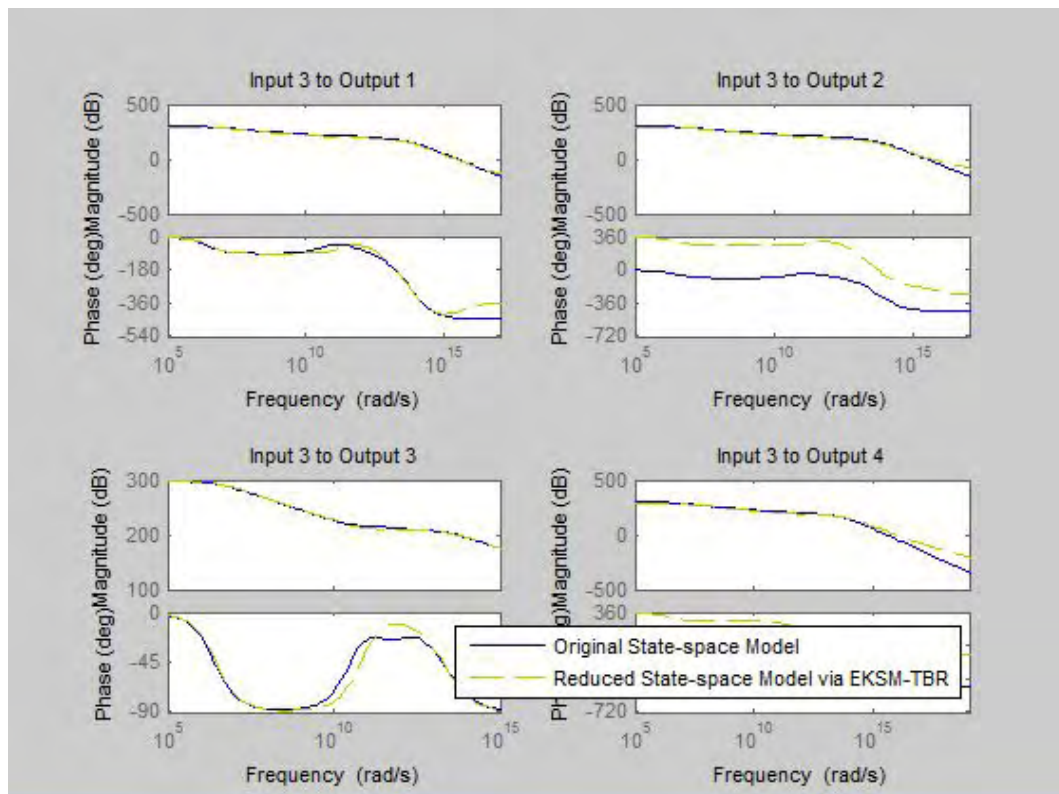 Input 3 to Output 1
Magnitude (dB)
500
0
-500
Phase (deg)
0
-180
-360
-540
10^5
10^10
10^15
Frequency (rad/s)
Input 3 to Output 2
Magnitude (dB)
500
0
-500
Phase (deg)
360
0
-360
-720
10^5
10^10
10^15
Frequency (rad/s)
Input 3 to Output 3
Magnitude (dB)
300
200
100
Phase (deg)
0
-45
-90
10^5
10^10
10^15
Frequency (rad/s)
Input 3 to Output 4
Magnitude (dB)
500
0
-500
Phase (deg)
360
-720
10^5
10^10
10^15
Frequency (rad/s)
Original State-space Model
Reduced State-space Model via EKSM-TBR